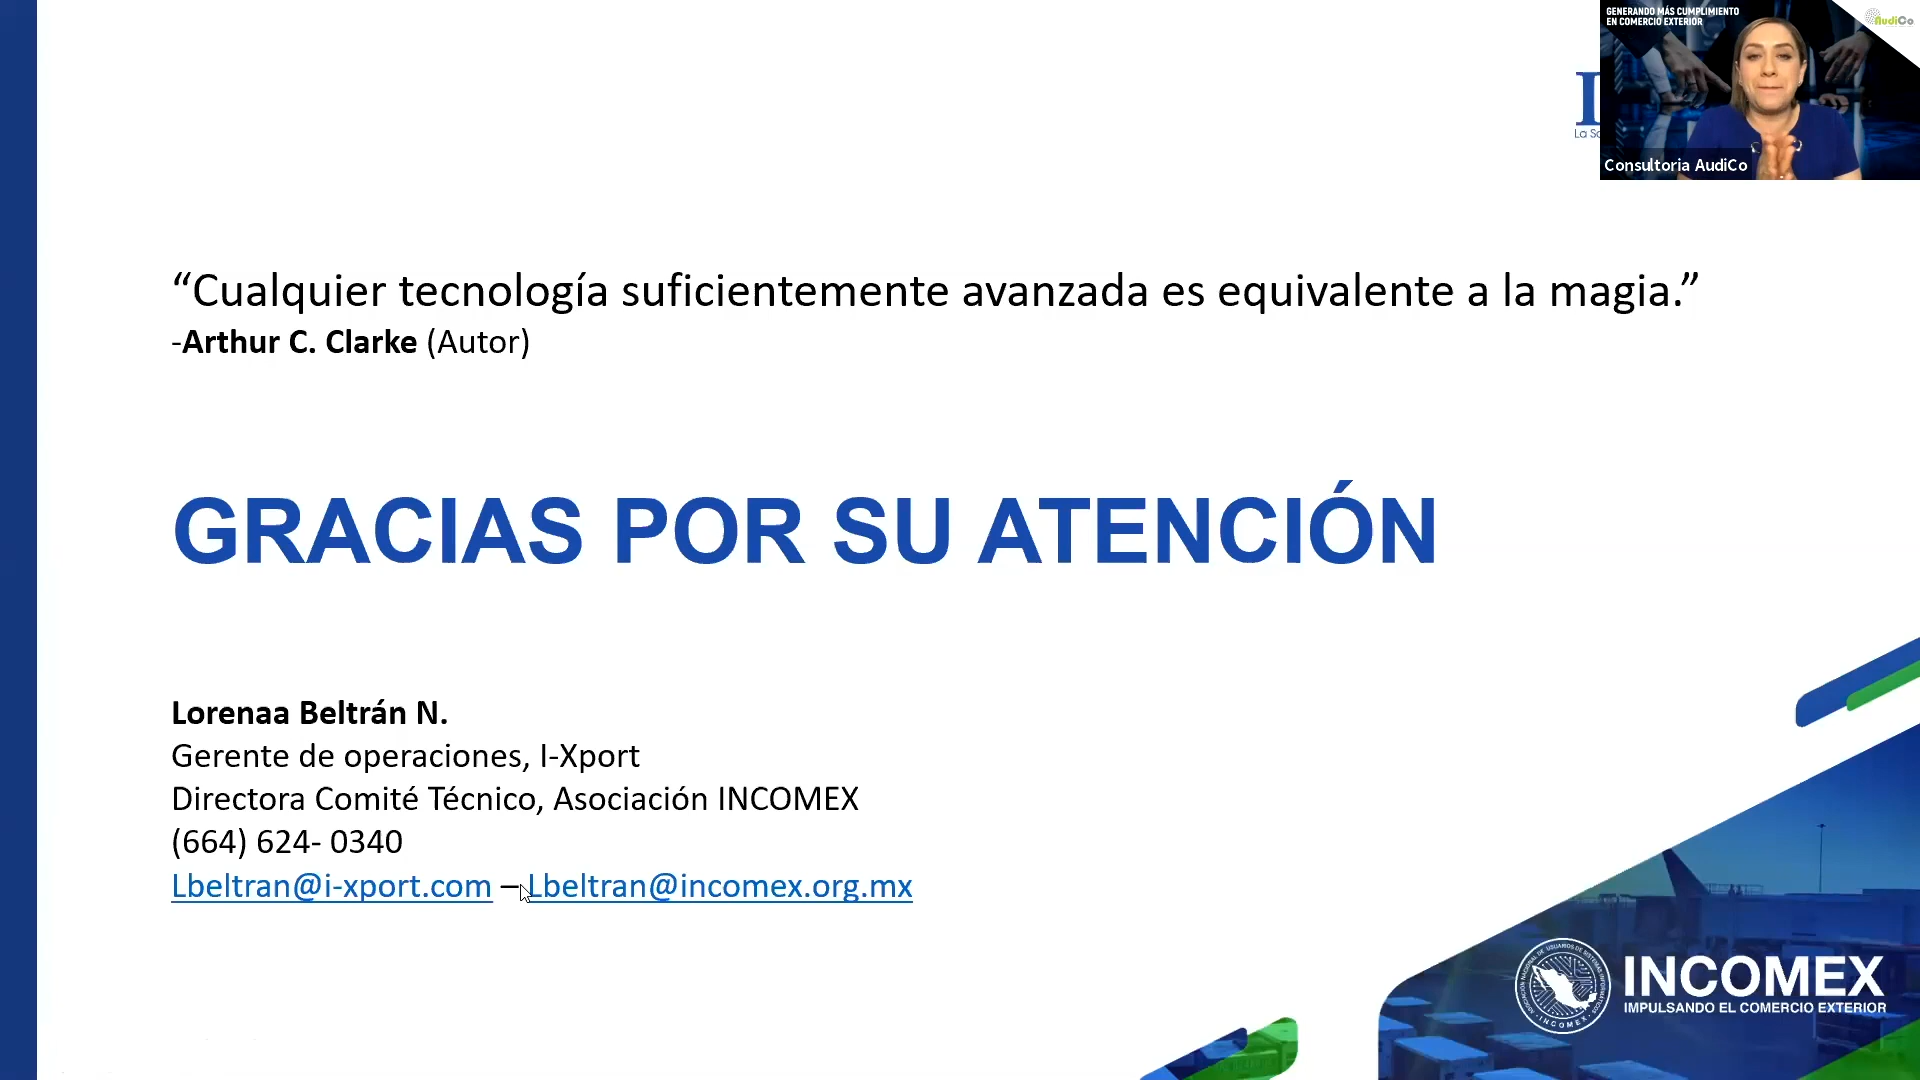 GENERANDO MÁS CUMPLIMIENTO
EN COMERCIO EXTERIOR
AudiCo
Consultoria AudiCo
“Cualquier tecnología suficientemente avanzada es equivalente a la magia.”
-Arthur C. Clarke (Autor)
GRACIAS POR SU ATENCIÓN
Lorenaa Beltrán N.
Gerente de operaciones, I-Xport
Directora Comité Técnico, Asociación INCOMEX
(664) 624- 0340
Lbeltran@i-xport.com – Lbeltran@incomex.org.mx
INCOMEX
IMPULSANDO EL COMERCIO EXTERIOR